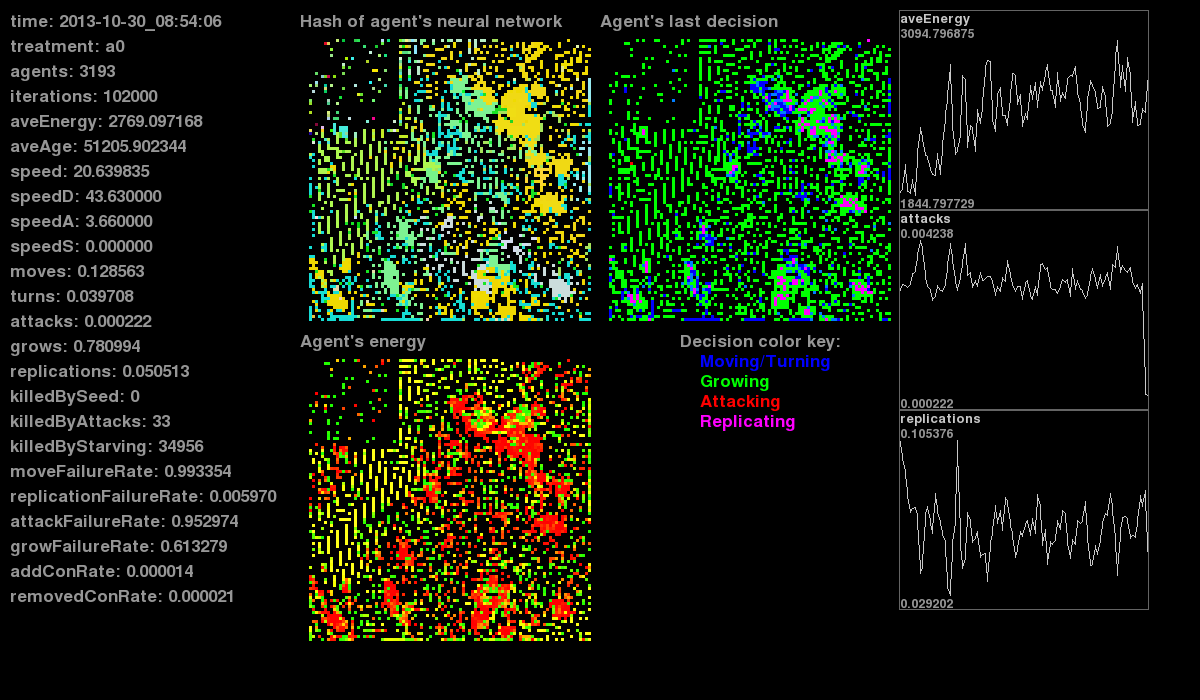 time: 2013-10-30_08:54:06
treatment: a0
agents: 3193
iterations: 102000
aveEnergy: 2769.097168
aveAge: 51205.902344
speed: 20.639835
speedD: 43.630000
speedA: 3.660000
speedS: 0.000000
moves: 0.128563
turns: 0.039708
attacks: 0.000222
grows: 0.780994
replications: 0.050513
killedBySeed: 0
killedByAttacks: 33
killedByStarving: 34956
moveFailureRate: 0.993354
replicationFailureRate: 0.005970
attackFailureRate: 0.952974
growFailureRate: 0.613279
addConRate: 0.000014
removedConRate: 0.000021
Hash of agent's neural network
Agent's last decision
Agent's energy
Decision color key:
Moving/Turning
Growing
Attacking
Replicating
aveEnergy
3094.796875
1844.797729
attacks
0.004238
0.000222
replications
0.105376
0.029202